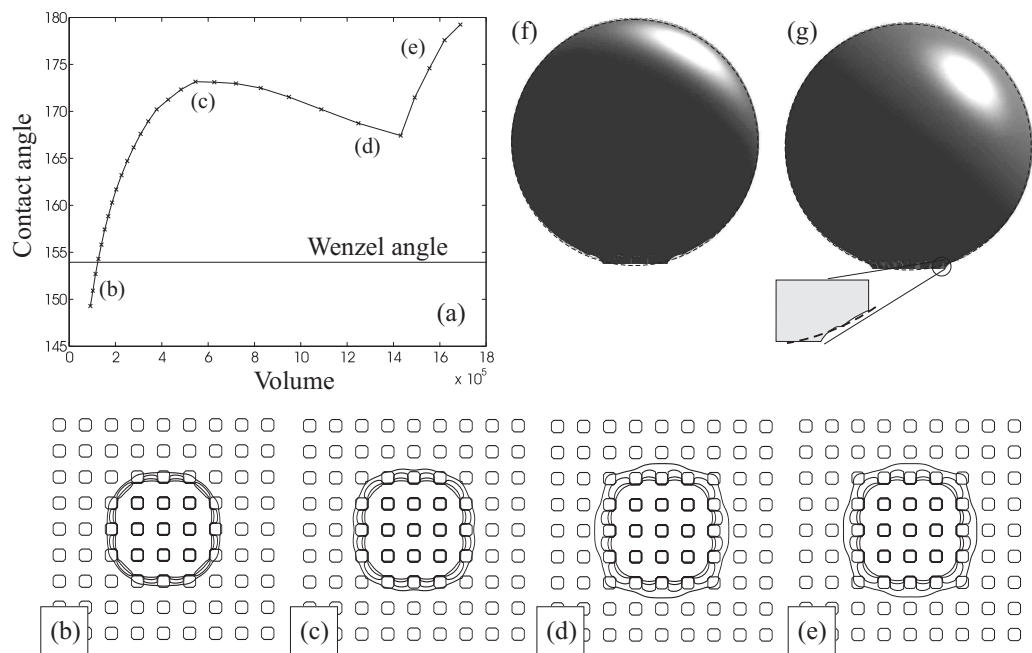 180
175
170
165
160
155
150
145
Contact angle
(e)
(c)
(d)
Wenzel angle
(b)
(a)
0 2 4 6 8 10 12 14 16 18
Volume
x 10⁵
(f)
(g)
(b)
(c)
(d)
(e)